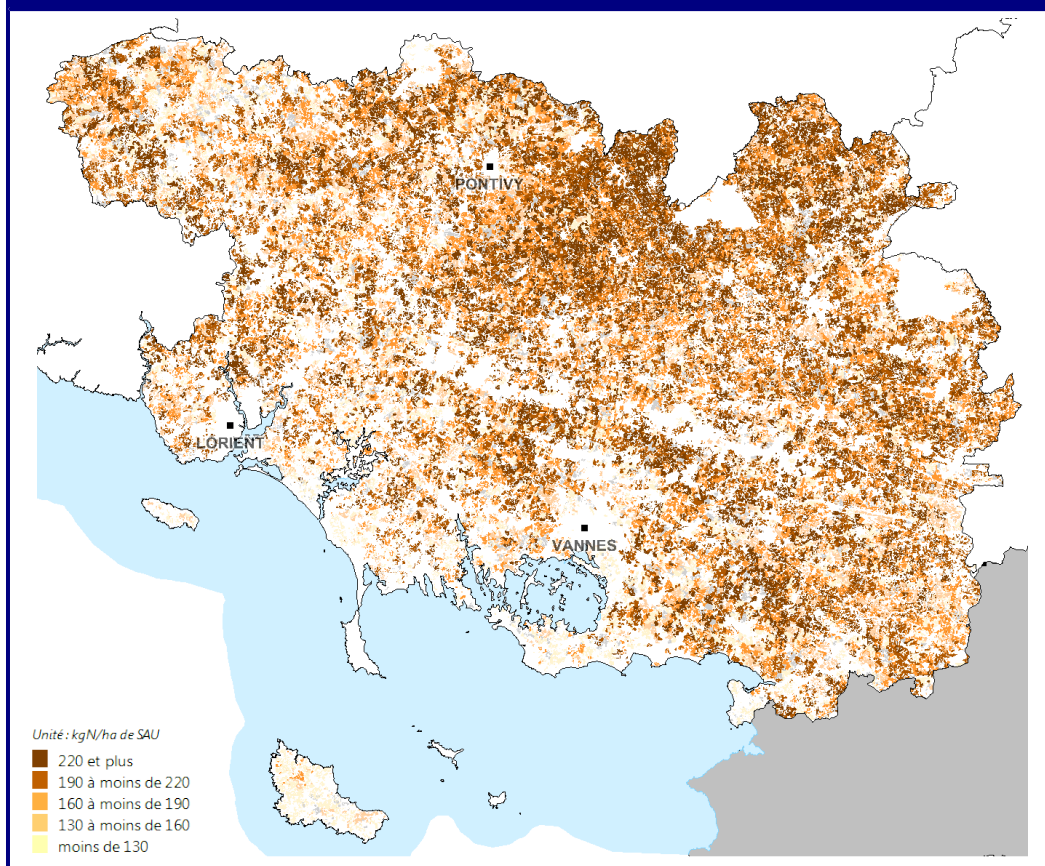 PONTIVY
LORIENT
VANNES
Unité : kgN/ha de SAU
220 et plus
190 à moins de 220
160 à moins de 190
130 à moins de 160
moins de 130